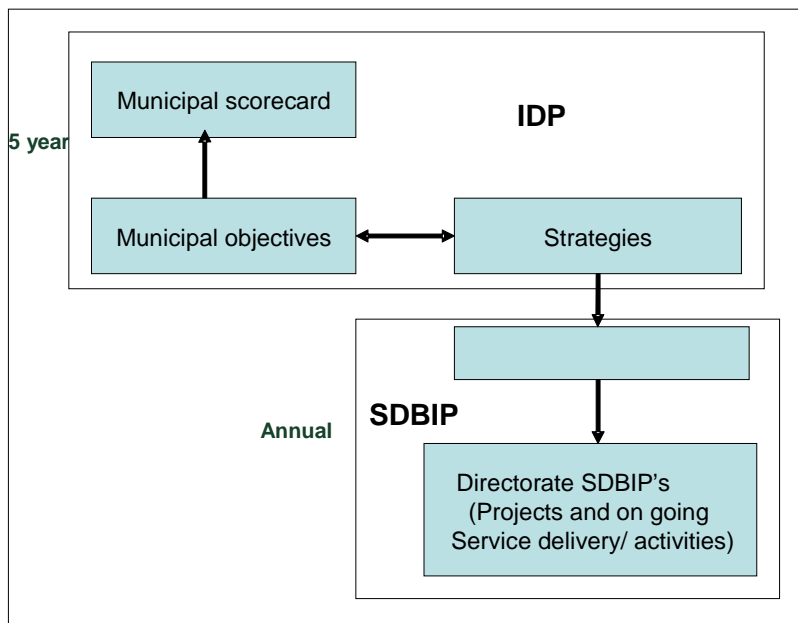 Municipal scorecard
IDP
5 year
Municipal objectives
Strategies
SDBIP
Annual
Directorate SDBIP's
(Projects and on going
Service delivery/ activities)